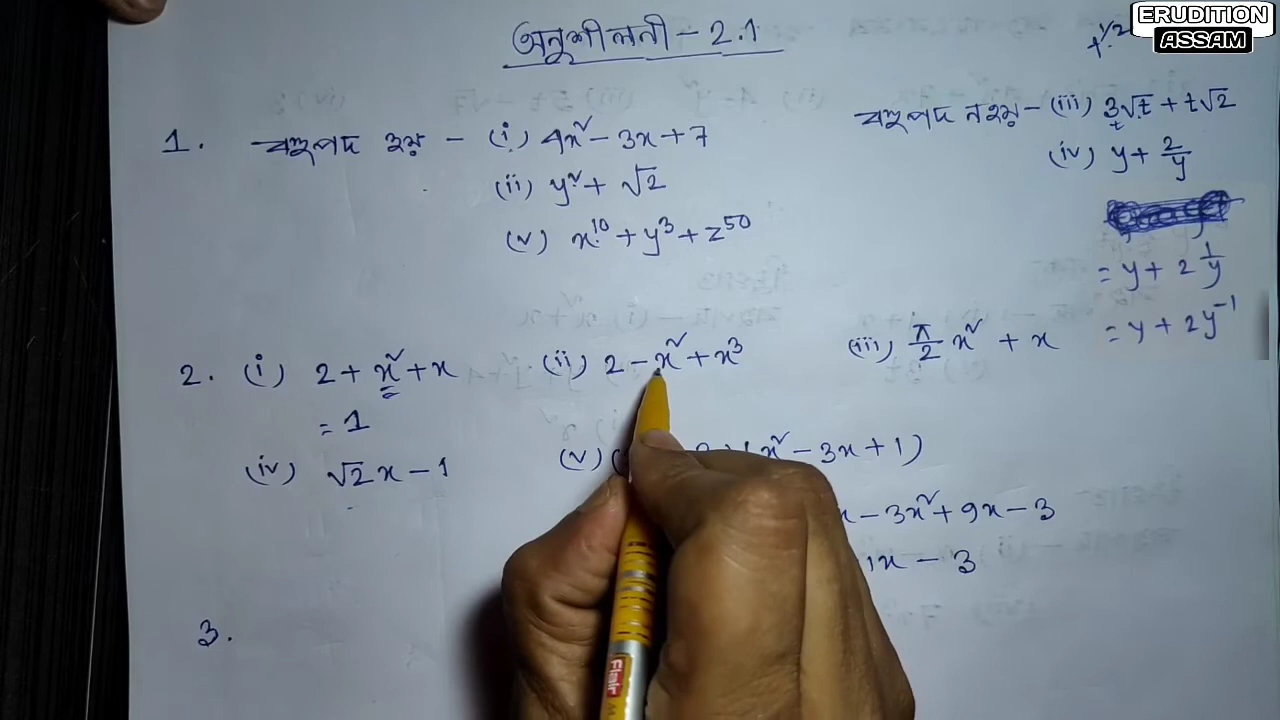 ERUDITION
ASSAM
অনুশীলনী - 2.1
1. বহুপদ হয় - (i) 4x² - 3x + 7
(ii) y² + √2
(v) x¹⁰ + y³ + z⁵⁰
বহুপদ নহয় - (iii) 3√t + t√2
(iv) y + 2/y
= y + 2 1/y
= y + 2y⁻¹
2. (i) 2 + x² + x (ii) 2 - x² + x³ (iii) π/2 x² + x
= 1
(iv) √2x - 1 (v) x² - 3x + 1)
x - 3x² + 9x - 3
x - 3
3.